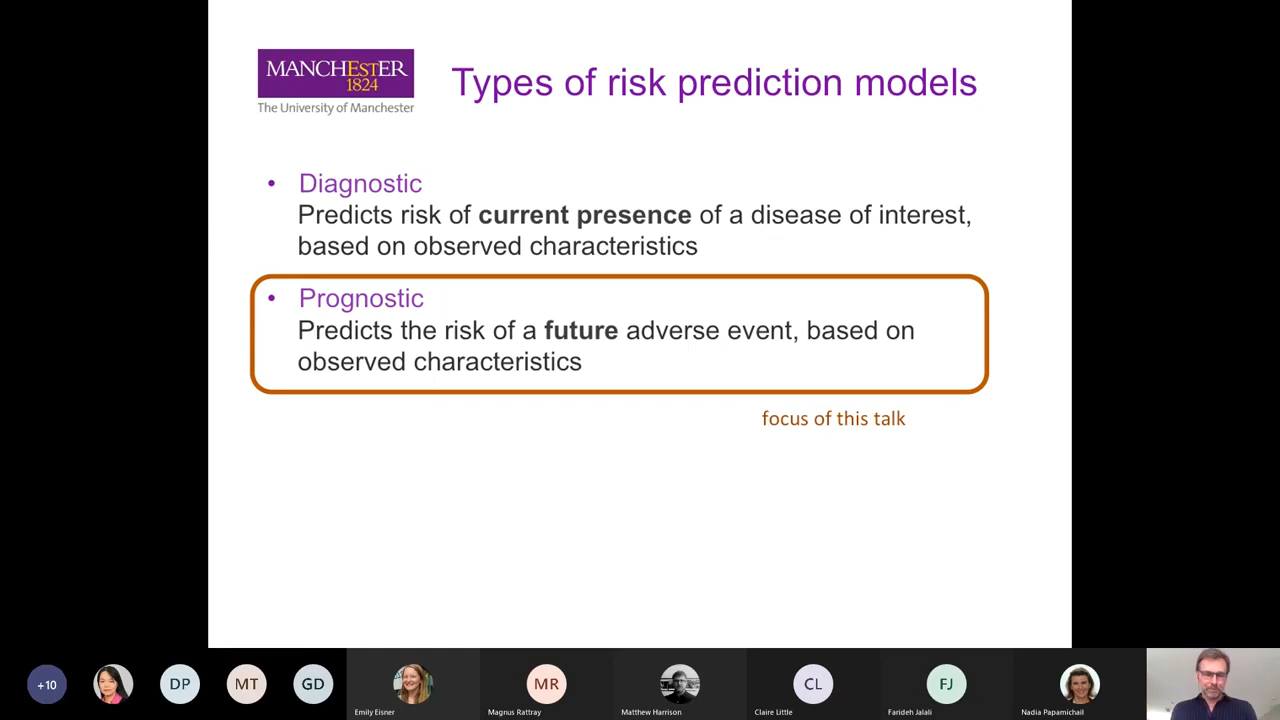 MANCHESTER
1824
The University of Manchester
Types of risk prediction models
• Diagnostic
Predicts risk of current presence of a disease of interest,
based on observed characteristics
• Prognostic
Predicts the risk of a future adverse event, based on
observed characteristics
focus of this talk
+10
DP
MT
GD
Emily Eisner
MR
Magnus Rattray
Matthew Harrison
CL
Claire Little
FJ
Farideh Jalali
Nadia Papamichail